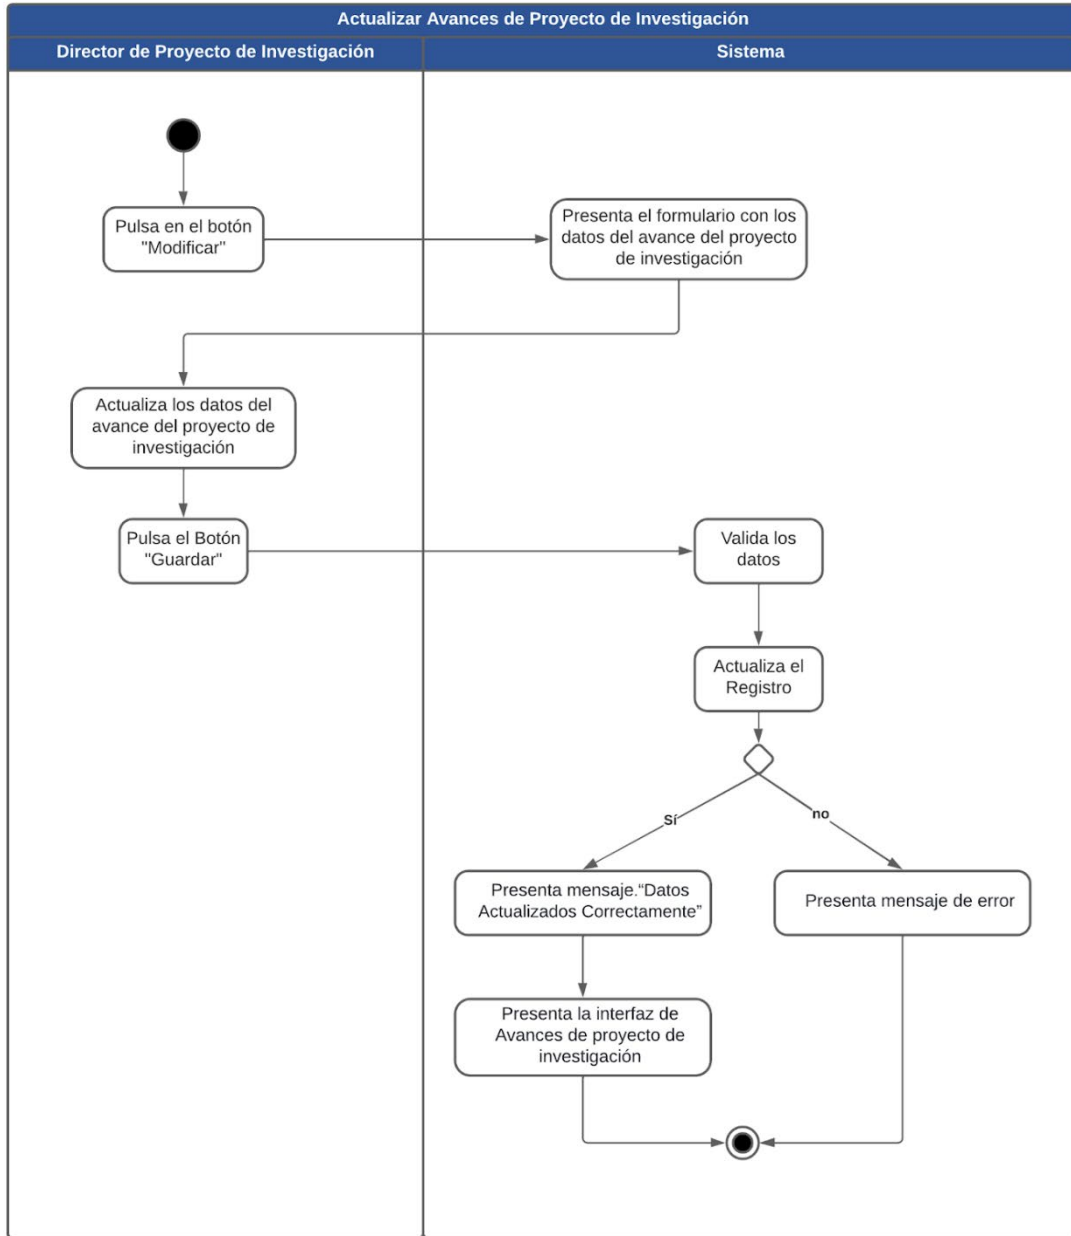 Actualizar Avances de Proyecto de Investigación
Director de Proyecto de Investigación
Sistema
Pulsa en el botón
"Modificar"
Presenta el formulario con los
datos del avance del proyecto
de investigación
Actualiza los datos del
avance del proyecto de
investigación
Pulsa el Botón
"Guardar"
Valida los
datos
Actualiza el
Registro
Sí
no
Presenta mensaje.“Datos
Actualizados Correctamente”
Presenta mensaje de error
Presenta la interfaz de
Avances de proyecto de
investigación